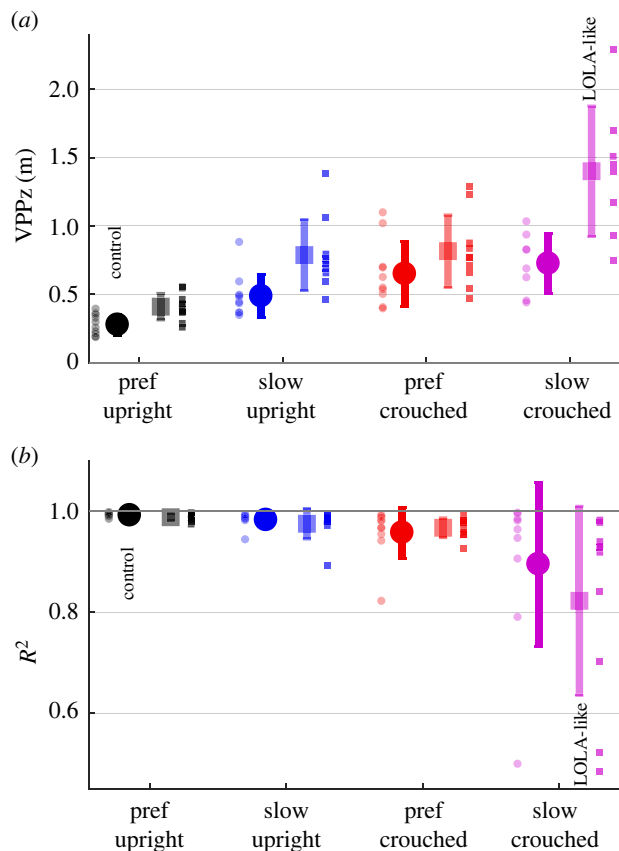 (a)
LOLA-like
2.0
1.5
VPPz (m)
control
1.0
0.5
0
pref slow pref slow
upright upright crouched crouched
(b)
1.0
control
0.8
R²
LOLA-like
0.6
pref slow pref slow
upright upright crouched crouched